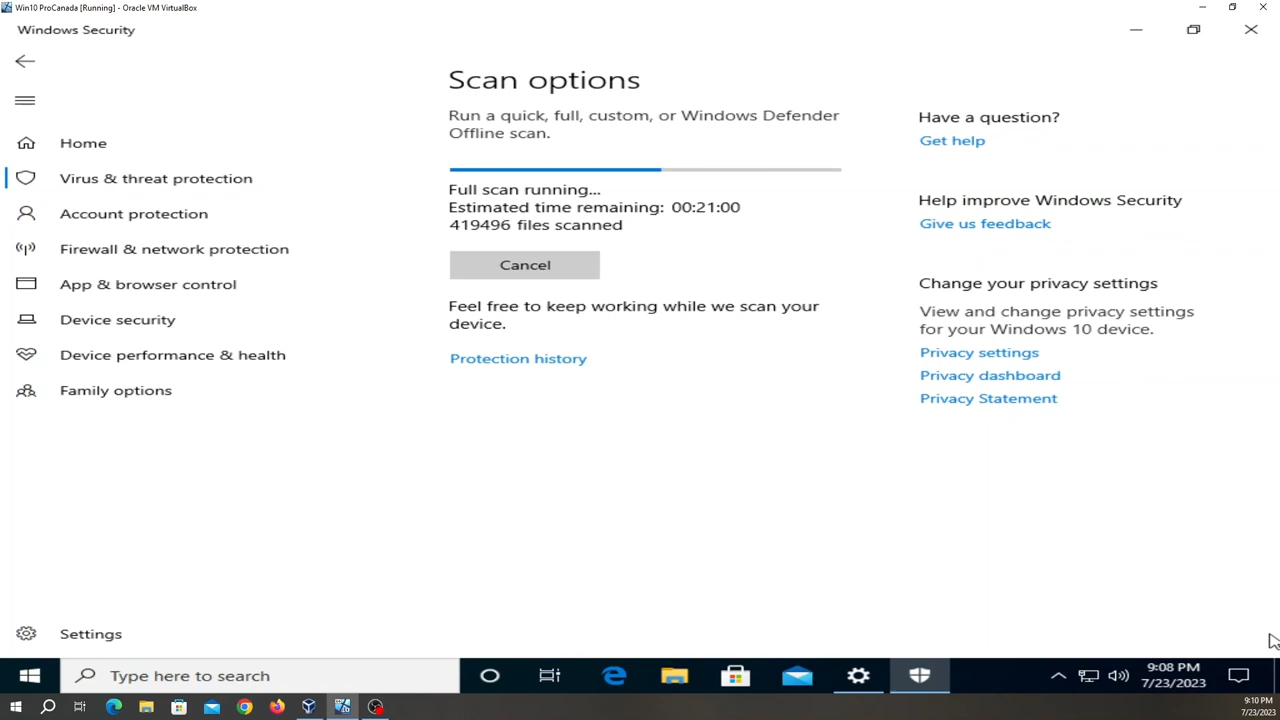 Win10 ProCanada [Running] - Oracle VM VirtualBox
Windows Security
Home
Virus & threat protection
Account protection
Firewall & network protection
App & browser control
Device security
Device performance & health
Family options
Settings
Scan options
Run a quick, full, custom, or Windows Defender
Offline scan.
Full scan running...
Estimated time remaining: 00:21:00
419496 files scanned
Cancel
Feel free to keep working while we scan your
device.
Protection history
Have a question?
Get help
Help improve Windows Security
Give us feedback
Change your privacy settings
View and change privacy settings
for your Windows 10 device.
Privacy settings
Privacy dashboard
Privacy Statement
Type here to search
9:08 PM
7/23/2023
9:10 PM
7/23/2023